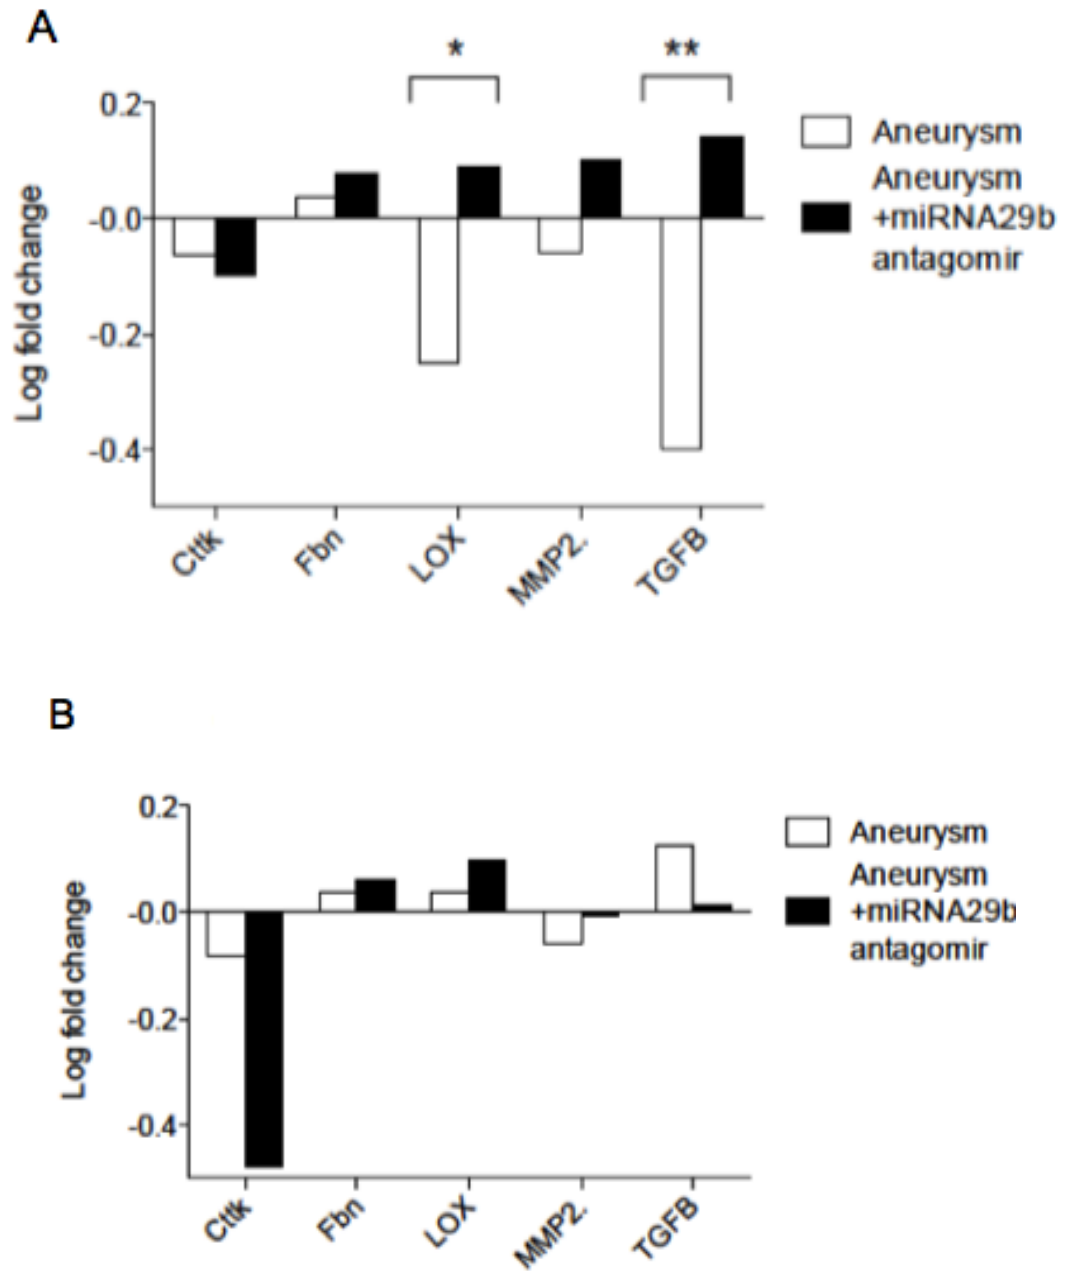 A
* **
0.2
-0.0
-0.2
-0.4
Log fold change
Cttk
Fbn
LOX
MMP2.
TGFB
Aneurysm
Aneurysm
+miRNA29b
antagomir
B
0.2
-0.0
-0.2
-0.4
Log fold change
Cttk
Fbn
LOX
MMP2.
TGFB
Aneurysm
Aneurysm
+miRNA29b
antagomir